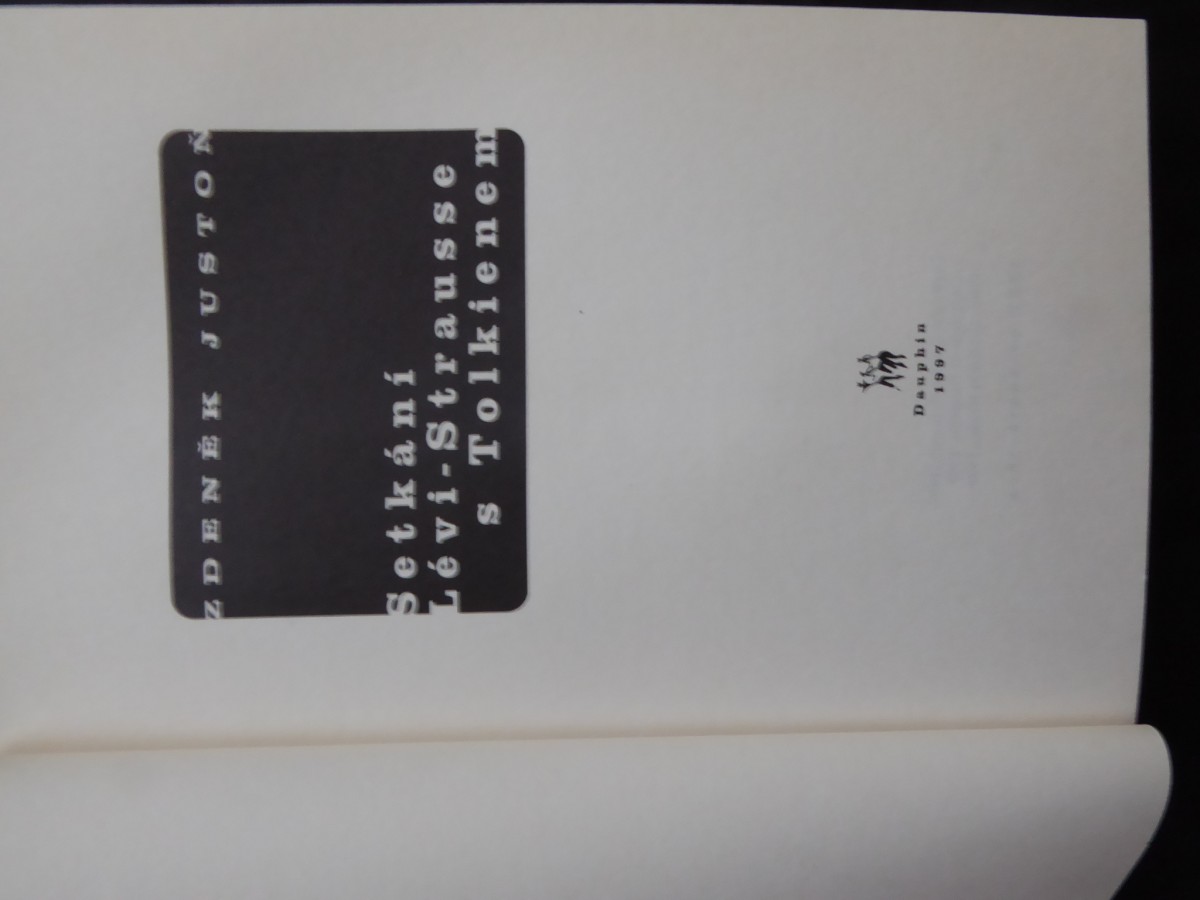 ZDENĚK JUSTOŇ
Setkání
Lévi-Strausse
s Tolkienem
Dauphin
1997